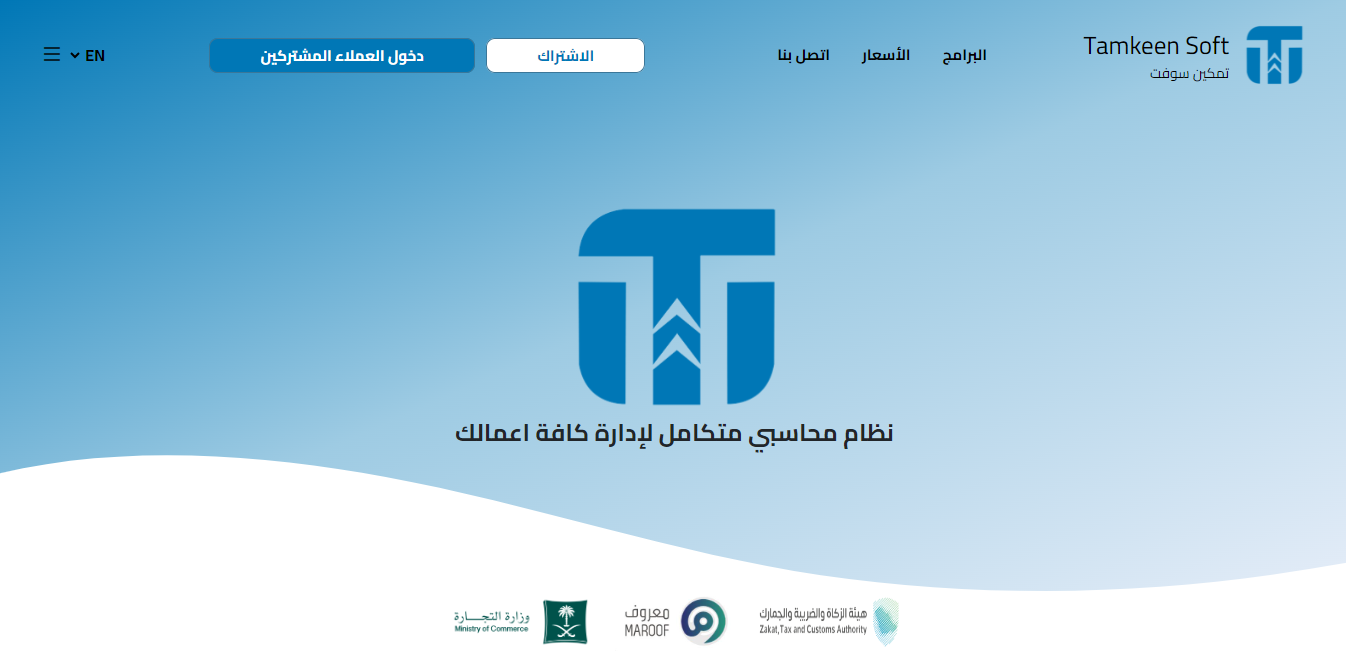 Tamkeen Soft
تمكين سوفت
البرامج
الأسعار
اتصل بنا
الاشتراك
دخول العملاء المشتركين
EN
نظام محاسبي متكامل لإدارة كافة اعمالك
هيئة الزكاة والضريبة والجمارك
Zakat, Tax and Customs Authority
معروف
MAROOF
وزارة التجـــارة
Ministry of Commerce